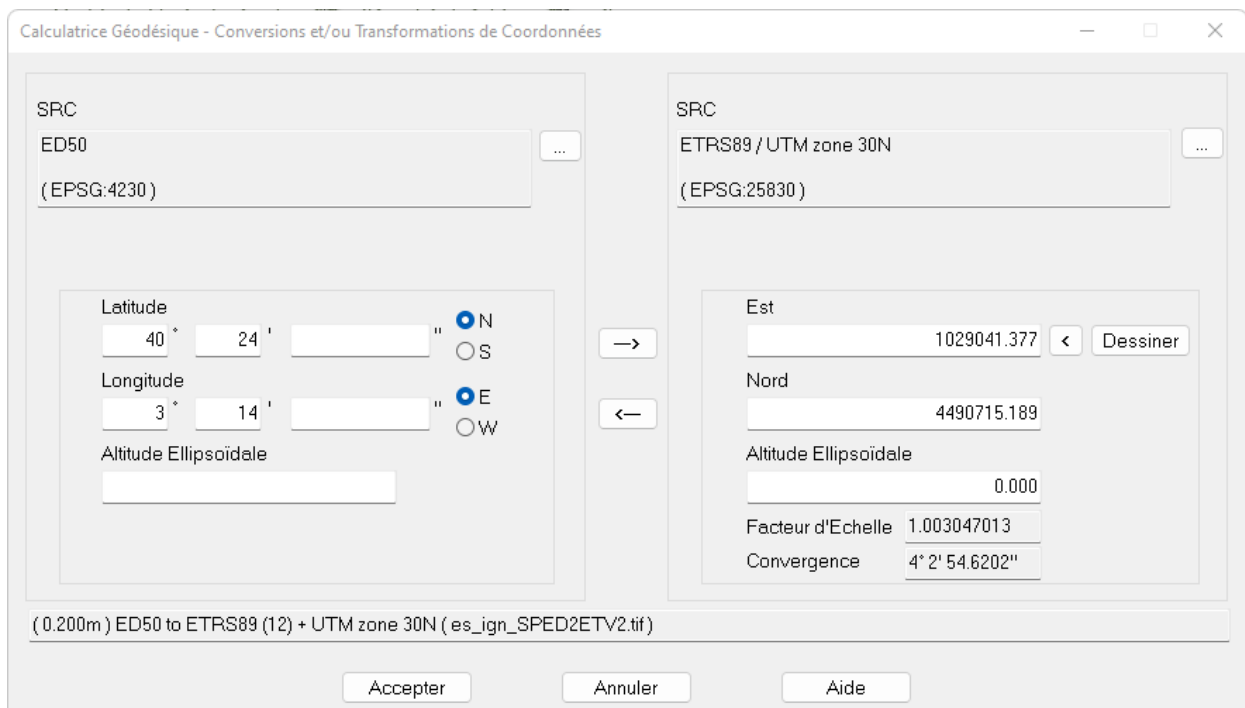 Calculatrice Géodésique - Conversions et/ou Transformations de Coordonnées
SRC
ED50
( EPSG:4230 )
...
SRC
ETRS89 / UTM zone 30N
( EPSG:25830 )
...
Latitude
40 ° 24 ' " N
S
Longitude
3 ° 14 ' " E
W
Altitude Ellipsoïdale
—>
<—
Est
1029041.377 < Dessiner
Nord
4490715.189
Altitude Ellipsoïdale
0.000
Facteur d'Echelle 1.003047013
Convergence 4° 2' 54.6202"
( 0.200m ) ED50 to ETRS89 (12) + UTM zone 30N ( es_ign_SPED2ETV2.tif )
Accepter Annuler Aide